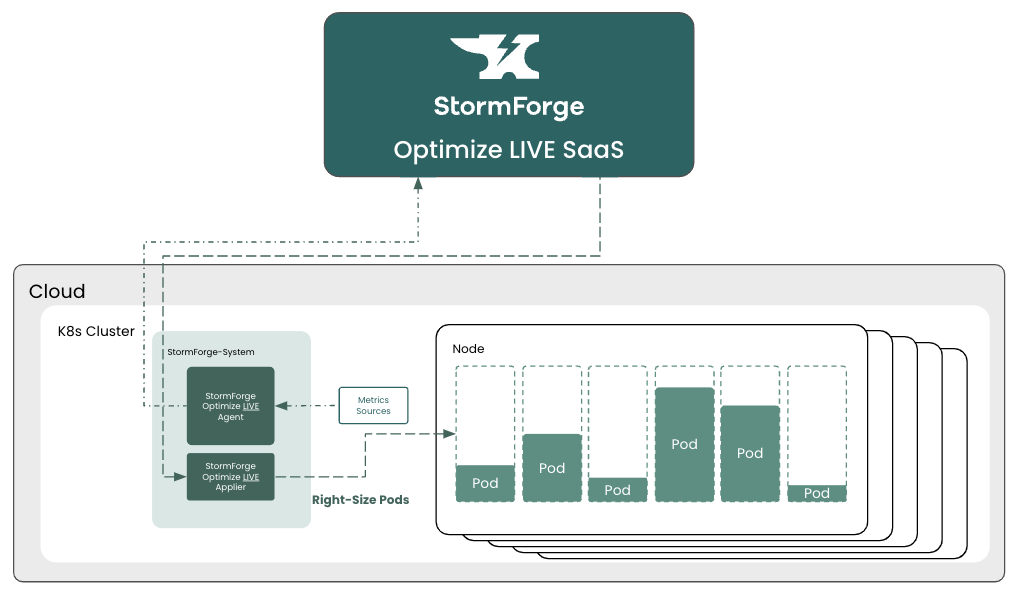 StormForge
Optimize LIVE SaaS
Cloud
K8s Cluster
StormForge-System
StormForge
Optimize LIVE
Agent
Metrics
Sources
StormForge
Optimize LIVE
Applier
Right-Size Pods
Node
Pod
Pod
Pod
Pod
Pod
Pod